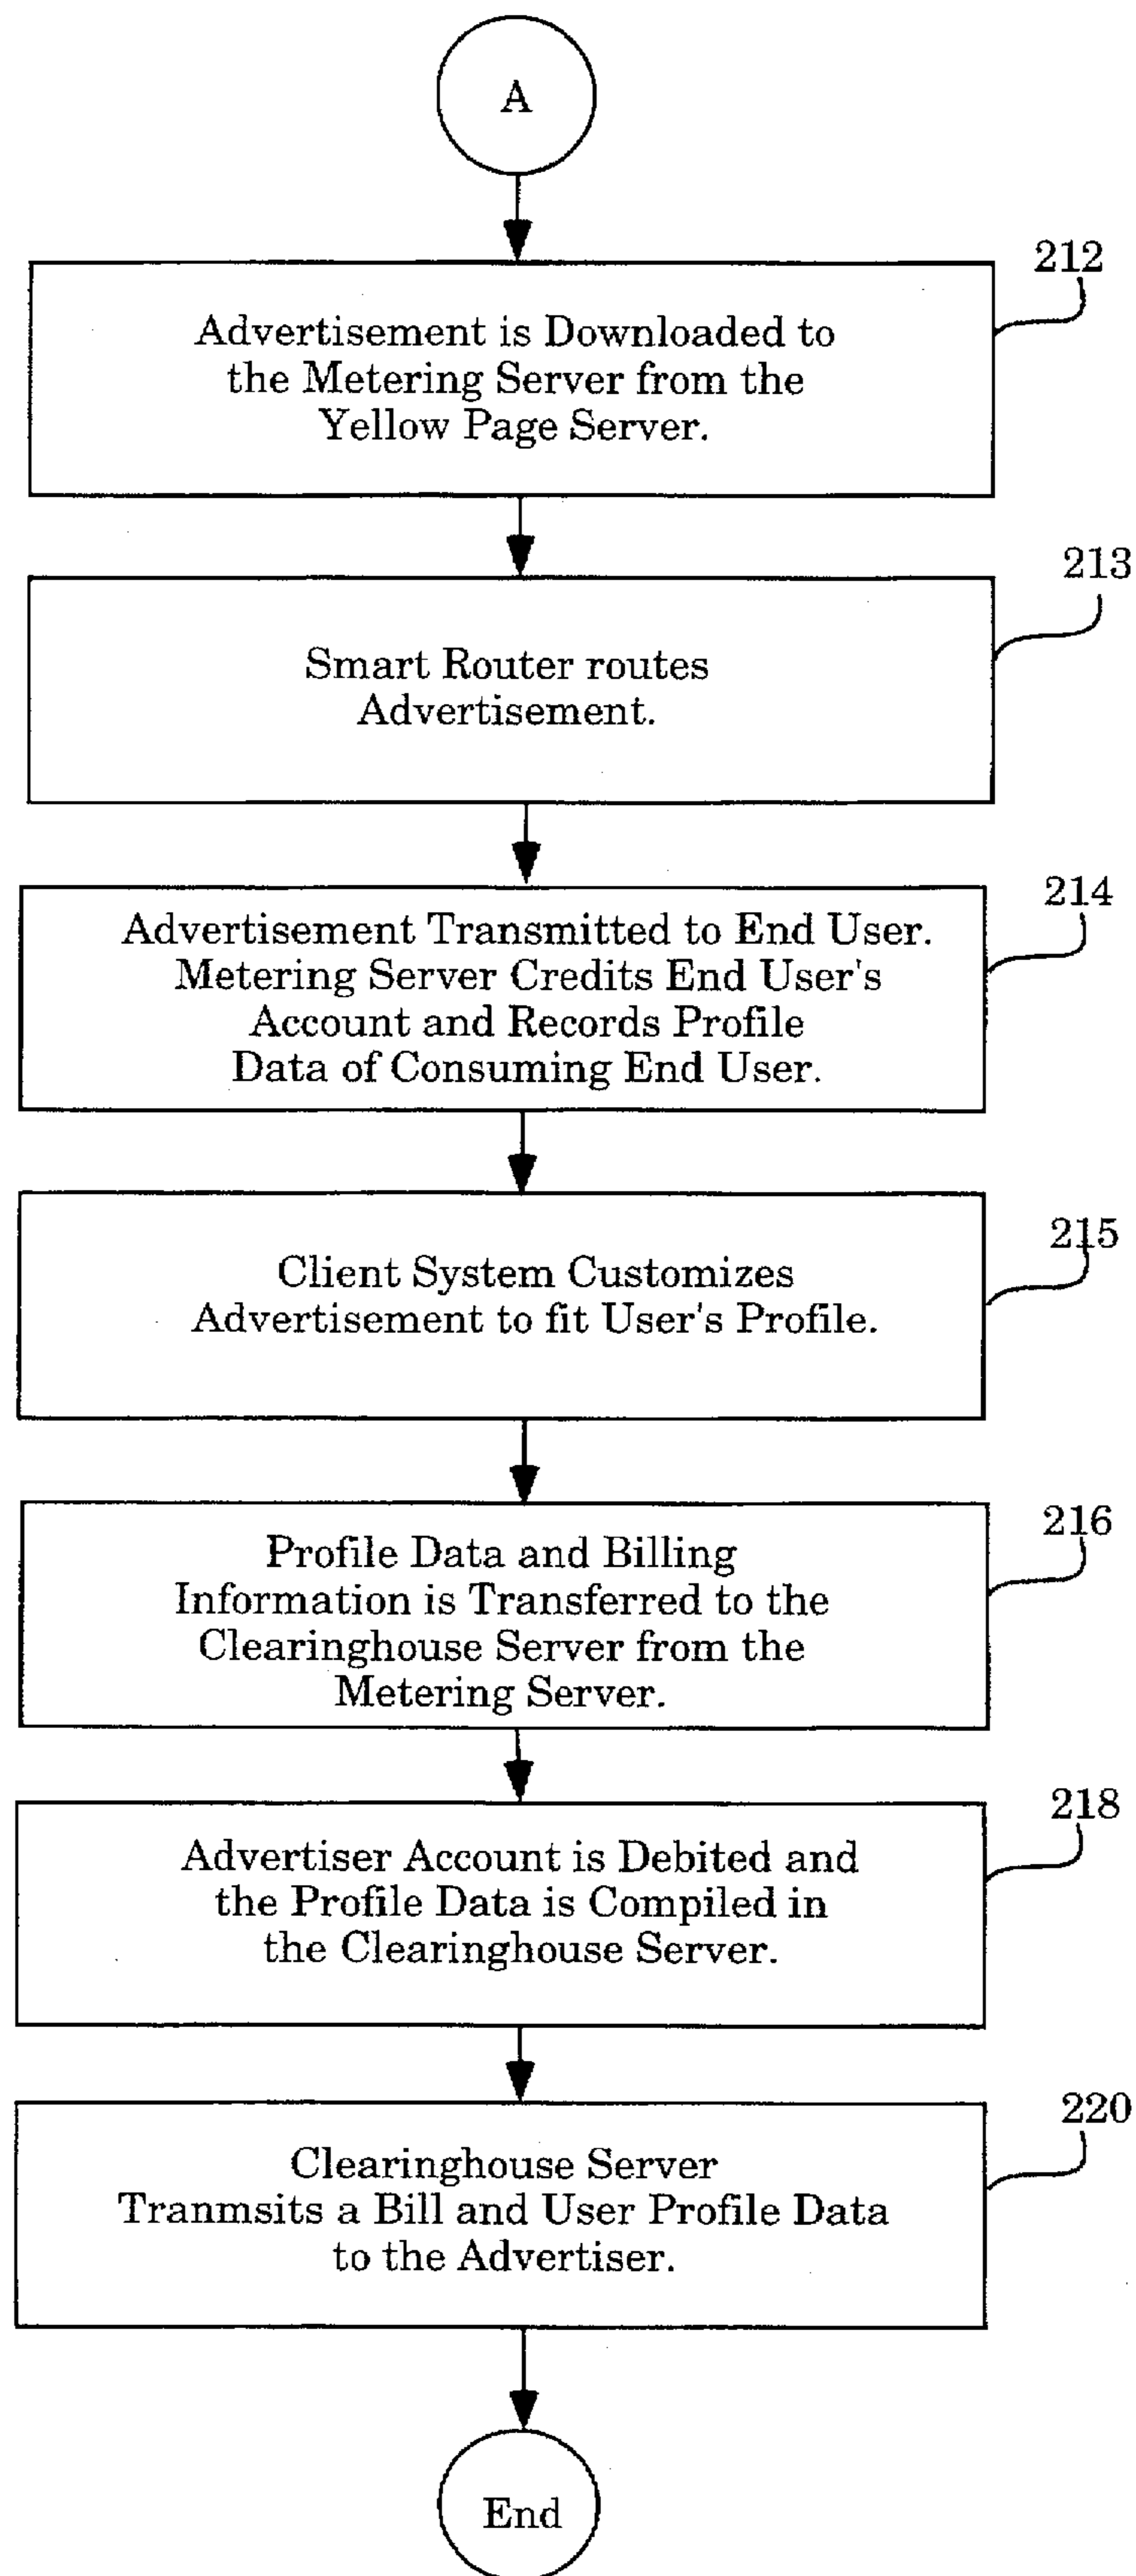 A
212
Advertisement is Downloaded to
the Metering Server from the
Yellow Page Server.
213
Smart Router routes
Advertisement.
214
Advertisement Transmitted to End User.
Metering Server Credits End User's
Account and Records Profile
Data of Consuming End User.
215
Client System Customizes
Advertisement to fit User's Profile.
216
Profile Data and Billing
Information is Transferred to the
Clearinghouse Server from the
Metering Server.
218
Advertiser Account is Debited and
the Profile Data is Compiled in
the Clearinghouse Server.
220
Clearinghouse Server
Tranmsits a Bill and User Profile Data
to the Advertiser.
End